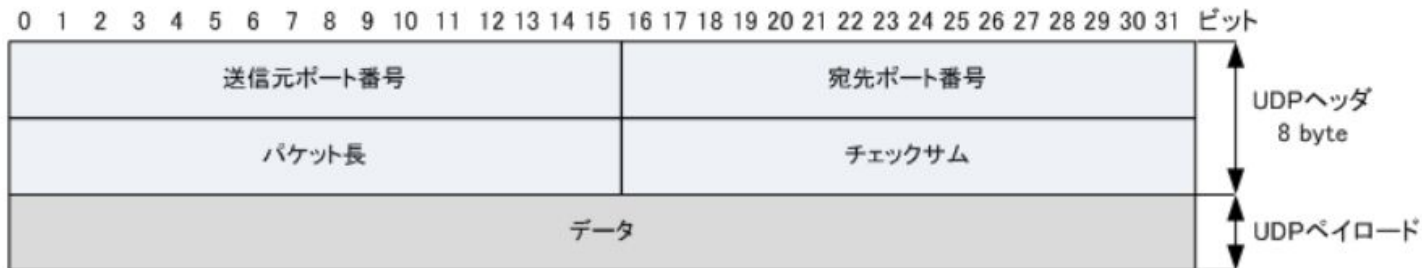 0 1 2 3 4 5 6 7 8 9 10 11 12 13 14 15 16 17 18 19 20 21 22 23 24 25 26 27 28 29 30 31 ビット
送信元ポート番号 宛先ポート番号
UDPヘッダ
8 byte
パケット長 チェックサム
データ UDPペイロード